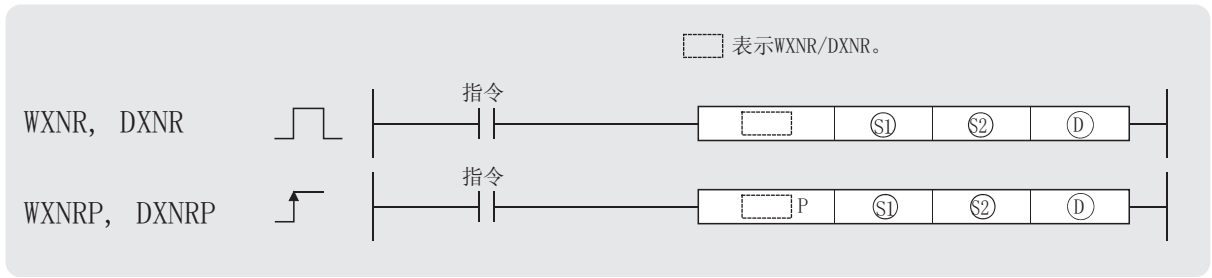 表示WXNR/DXNR。
指令
WXNR, DXNR S1 S2 D
指令
WXNRP, DXNRP P S1 S2 D